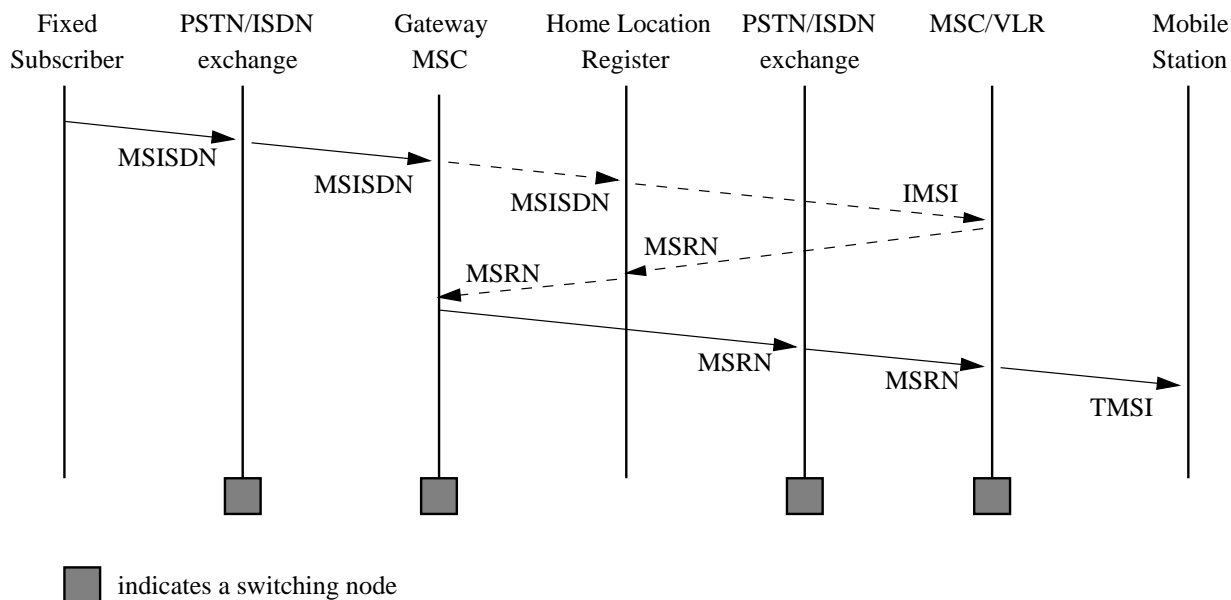 Fixed
Subscriber
PSTN/ISDN
exchange
Gateway
MSC
Home Location
Register
PSTN/ISDN
exchange
MSC/VLR
Mobile
Station
MSISDN
MSISDN
MSISDN
IMSI
MSRN
MSRN
MSRN
MSRN
TMSI
indicates a switching node